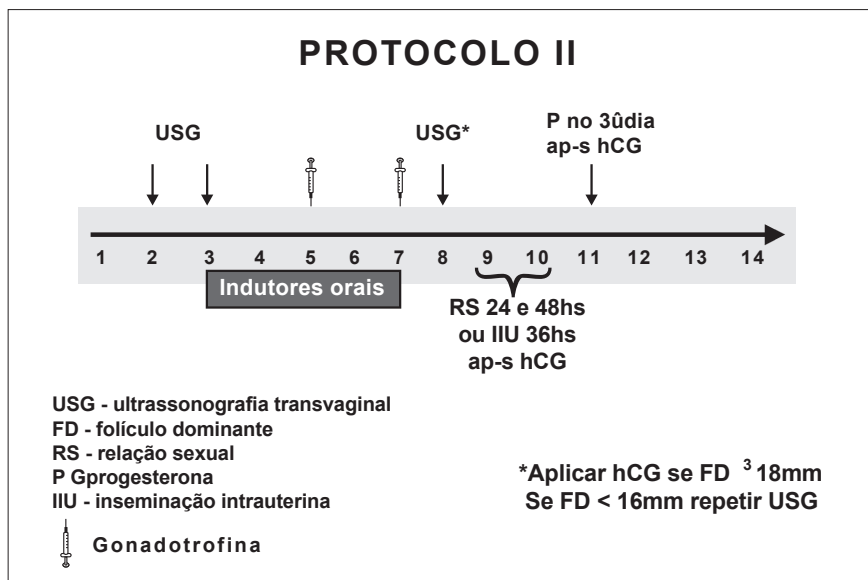 PROTOCOLO II
USG
USG*
P no 3ûdia
ap-s hCG
1 2 3 4 5 6 7 8 9 10 11 12 13 14
Indutores orais
RS 24 e 48hs
ou IIU 36hs
ap-s hCG
USG - ultrassonografia transvaginal
FD - folículo dominante
RS - relação sexual
P Gprogesterona
IIU - inseminação intrauterina
Gonadotrofina
*Aplicar hCG se FD ³ 18mm
Se FD < 16mm repetir USG